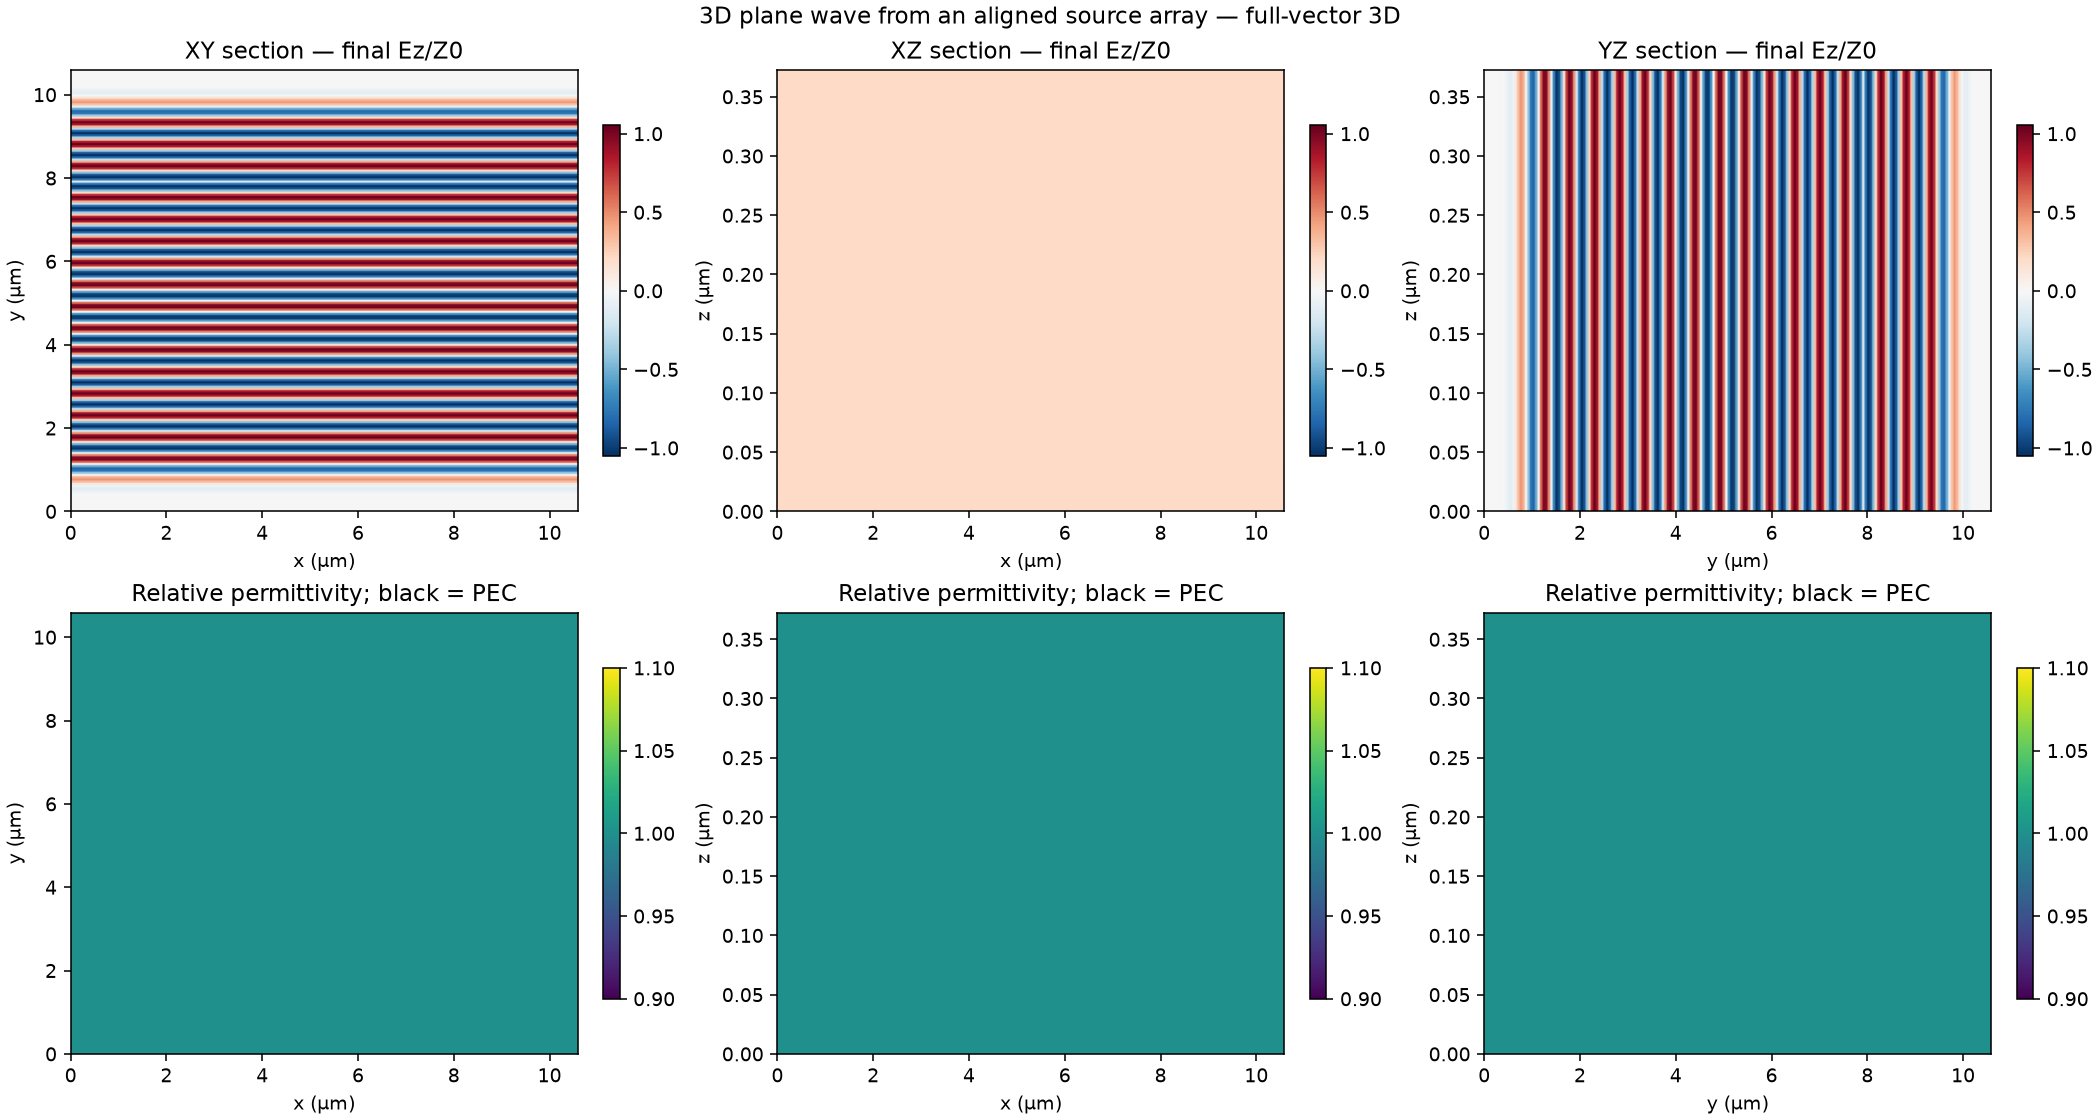 3D plane wave from an aligned source array — full-vector 3D
XY section — final Ez/Z0
XZ section — final Ez/Z0
YZ section — final Ez/Z0
10
8
6
4
2
0
y (μm)
0 2 4 6 8 10
x (μm)
1.0
0.5
0.0
−0.5
−1.0
0.35
0.30
0.25
0.20
0.15
0.10
0.05
0.00
z (μm)
0 2 4 6 8 10
x (μm)
1.0
0.5
0.0
−0.5
−1.0
0.35
0.30
0.25
0.20
0.15
0.10
0.05
0.00
z (μm)
0 2 4 6 8 10
y (μm)
1.0
0.5
0.0
−0.5
−1.0
Relative permittivity; black = PEC
Relative permittivity; black = PEC
Relative permittivity; black = PEC
10
8
6
4
2
0
y (μm)
0 2 4 6 8 10
x (μm)
1.10
1.05
1.00
0.95
0.90
0.35
0.30
0.25
0.20
0.15
0.10
0.05
0.00
z (μm)
0 2 4 6 8 10
x (μm)
1.10
1.05
1.00
0.95
0.90
0.35
0.30
0.25
0.20
0.15
0.10
0.05
0.00
z (μm)
0 2 4 6 8 10
y (μm)
1.10
1.05
1.00
0.95
0.90